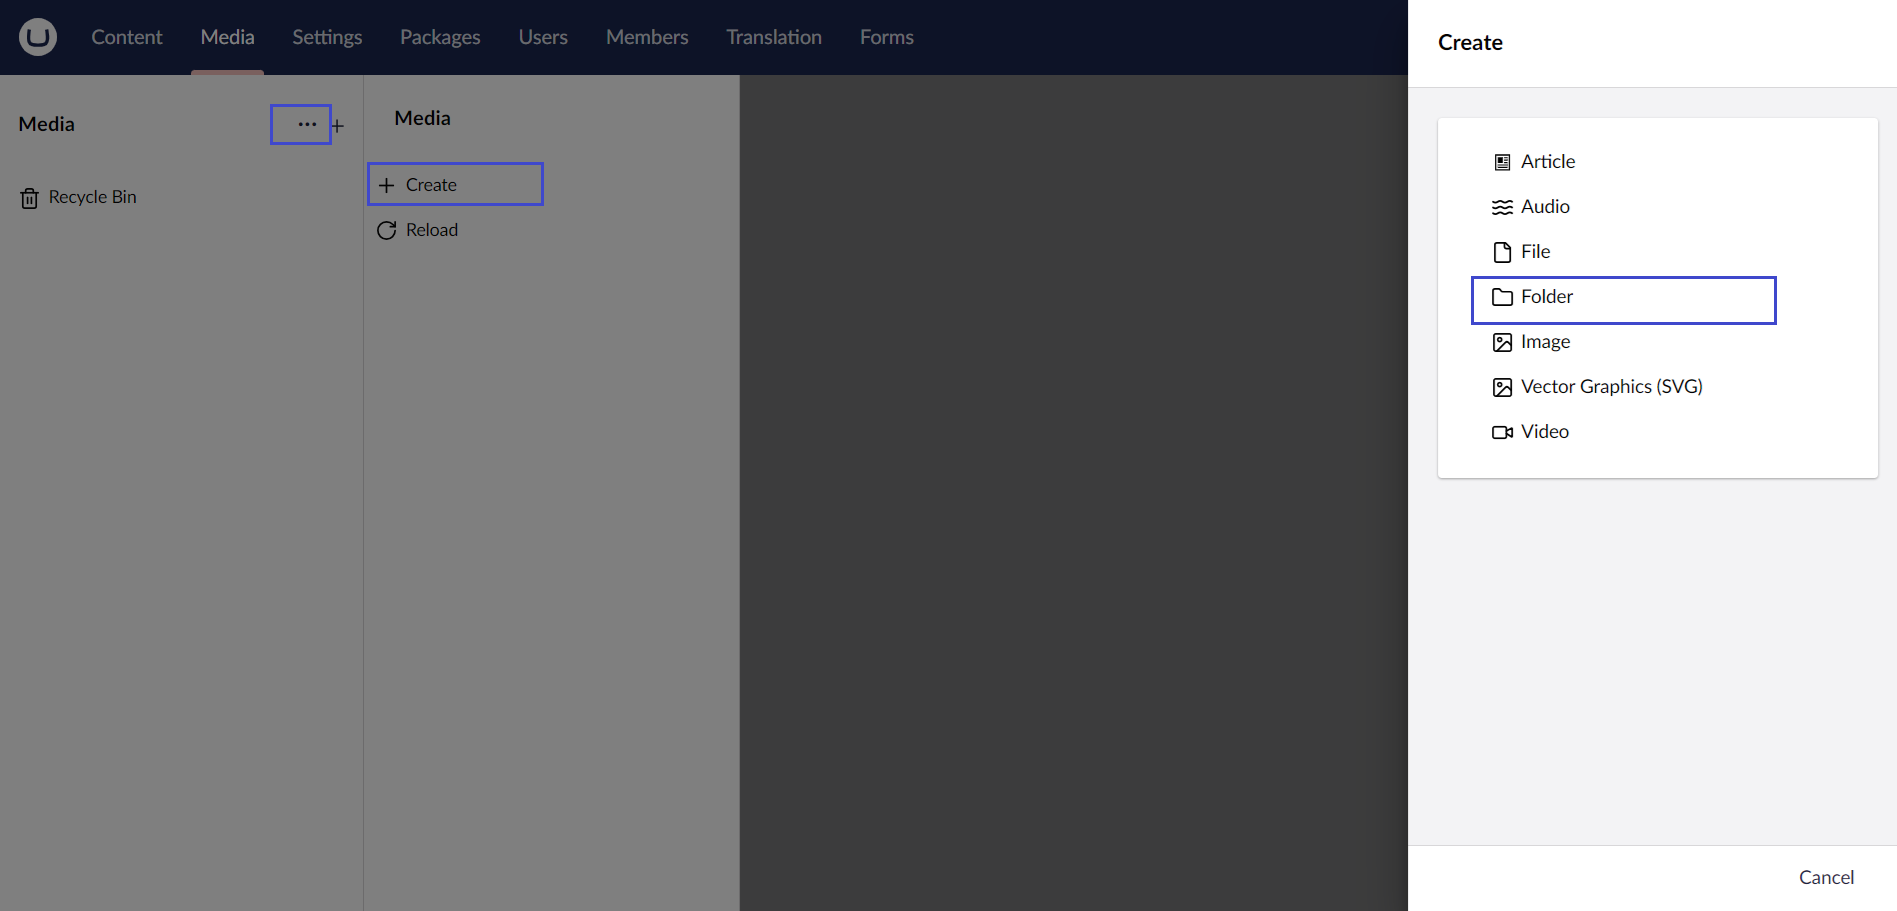 Content Media Settings Packages Users Members Translation Forms
Media
Recycle Bin
Media
Create
Reload
Create
Article
Audio
File
Folder
Image
Vector Graphics (SVG)
Video
Cancel